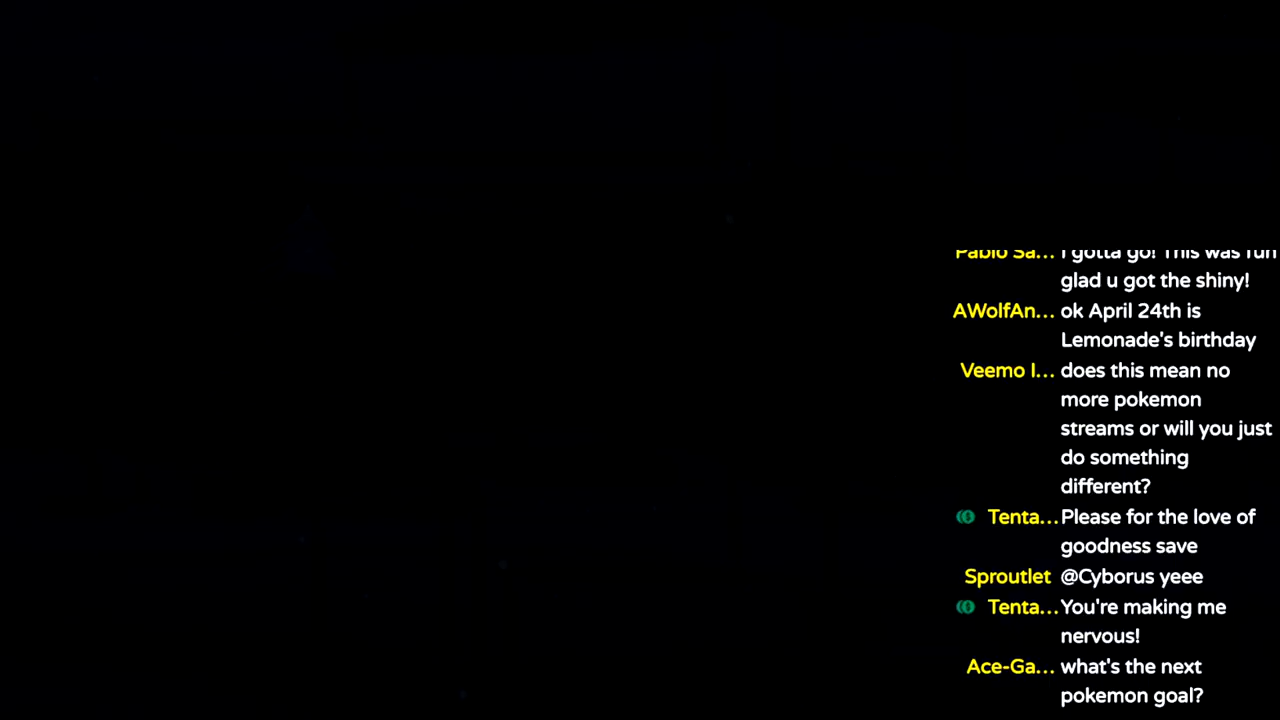 Pablo Sa... I gotta go! This was fun
glad u got the shiny!
AWolfAn... ok April 24th is
Lemonade's birthday
Veemo I... does this mean no
more pokemon
streams or will you just
do something
different?
Tenta... Please for the love of
goodness save
Sproutlet @Cyborus yeee
Tenta... You're making me
nervous!
Ace-Ga... what's the next
pokemon goal?